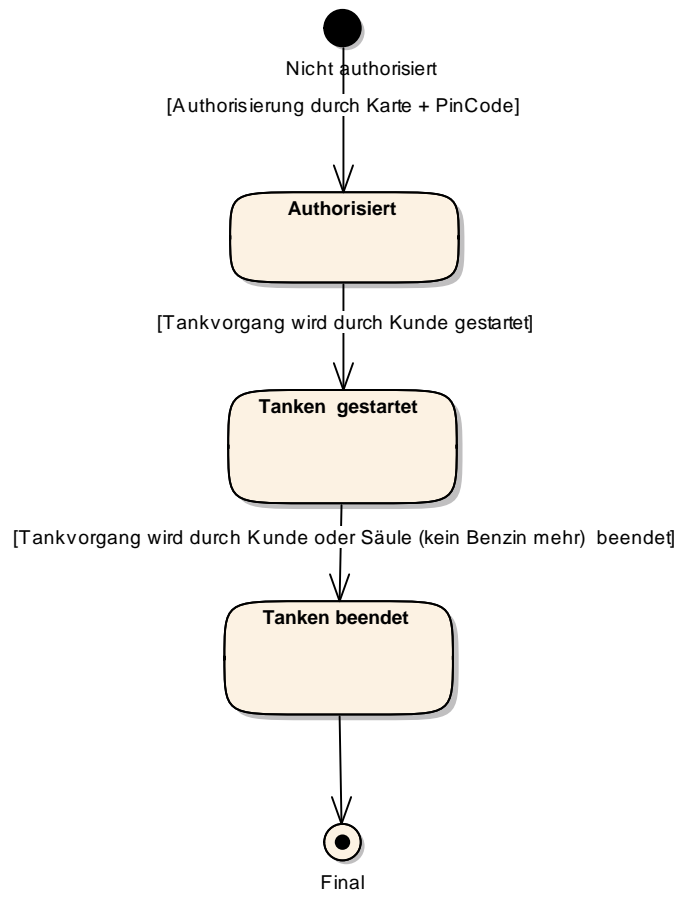 Nicht authorisiert
[Authorisierung durch Karte + PinCode]
Authorisiert
[Tankvorgang wird durch Kunde gestartet]
Tanken gestartet
[Tankvorgang wird durch Kunde oder Säule (kein Benzin mehr) beendet]
Tanken beendet
Final